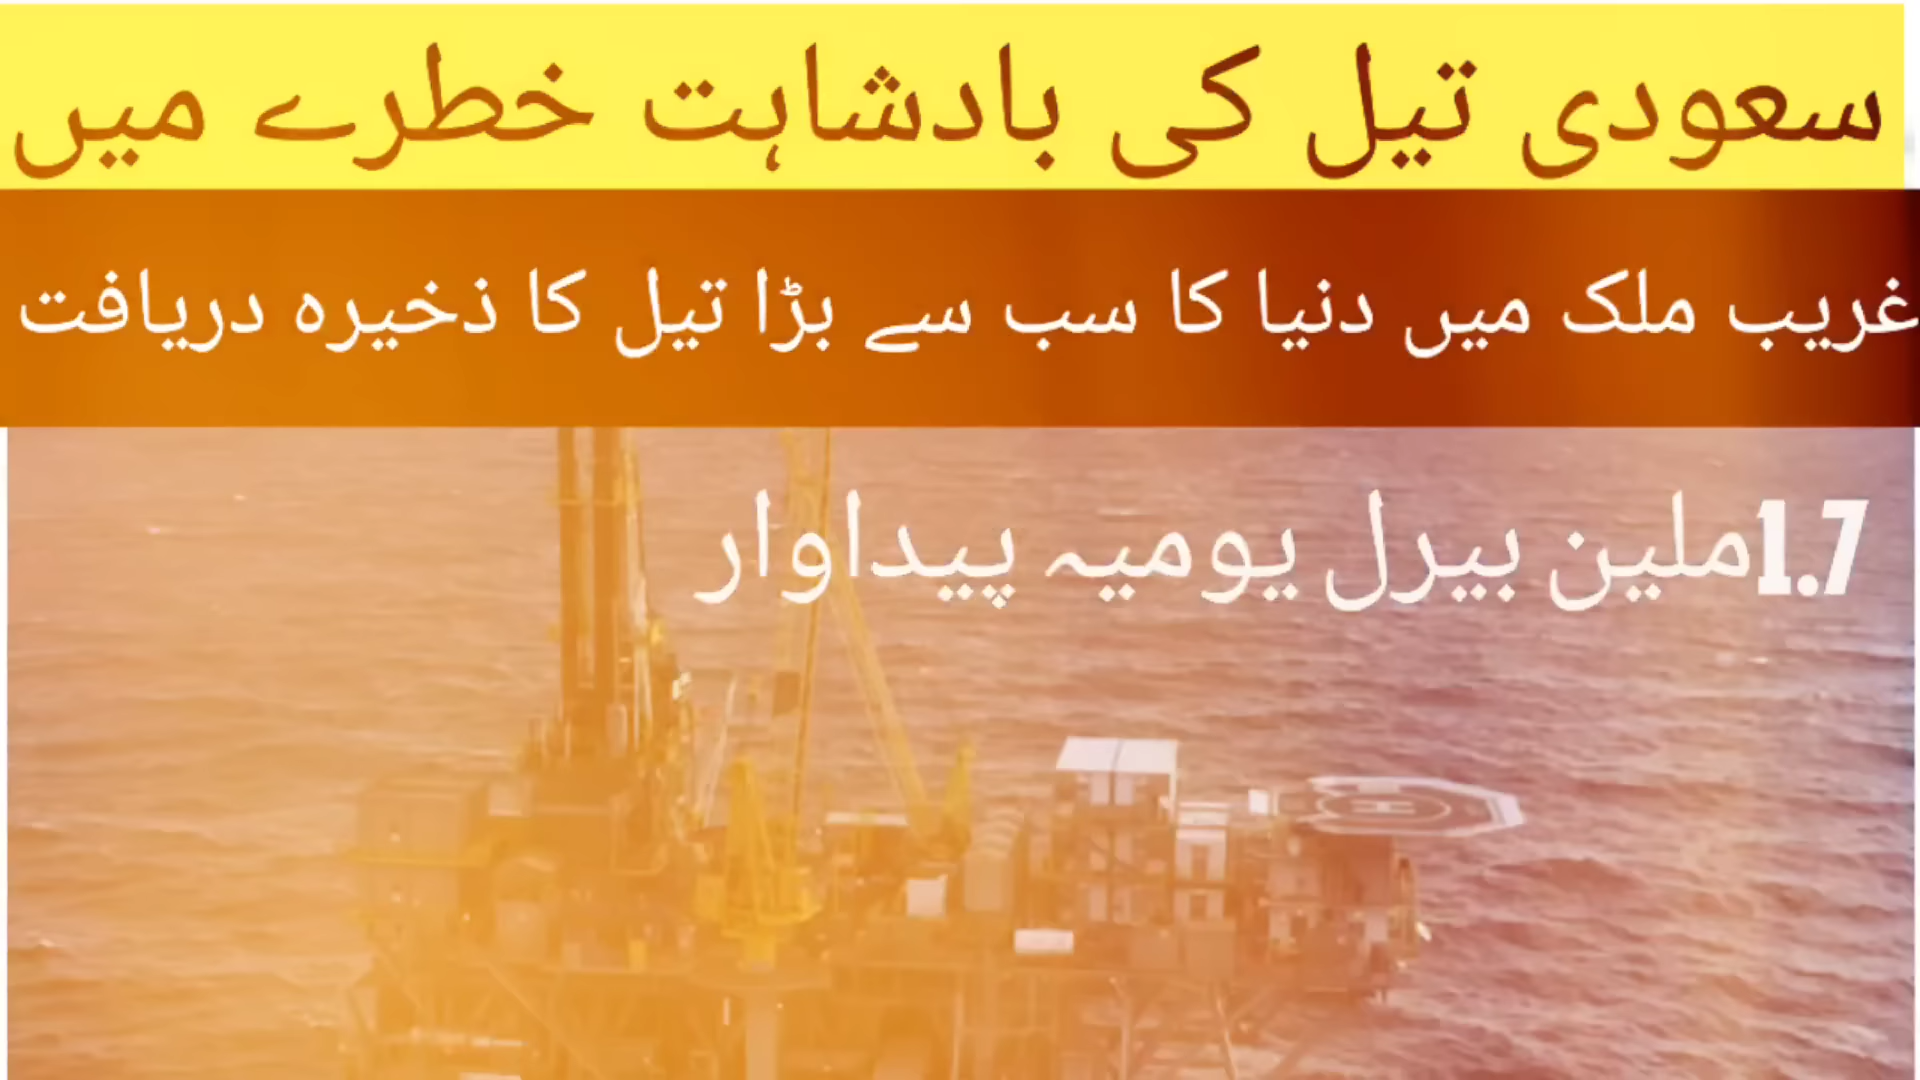 سعودی تیل کی بادشاہت خطرے میں
غریب ملک میں دنیا کا سب سے بڑا تیل کا ذخیرہ دریافت
1.7ملین بیرل یومیہ پیداوار